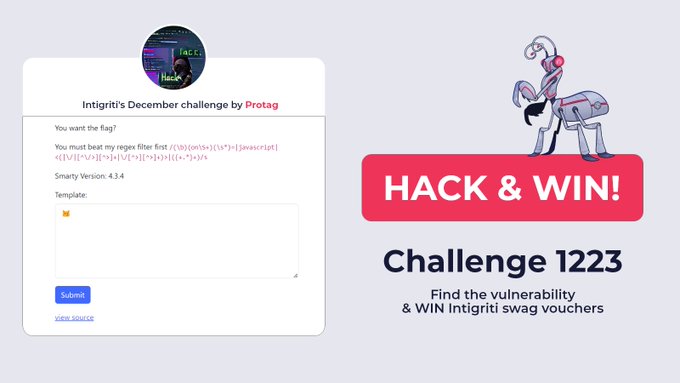 Intigriti's December challenge by Protag
You want the flag?
You must beat my regex filter first /(\b)(on\S+)(\s*)=|javascript|
<(|\/|[^\/>][^>]+|\/[^>][^>]+)>|({+.*)+)/s
Smarty Version: 4.3.4
Template:
Submit
view source
HACK & WIN!
Challenge 1223
Find the vulnerability
& WIN Intigriti swag vouchers